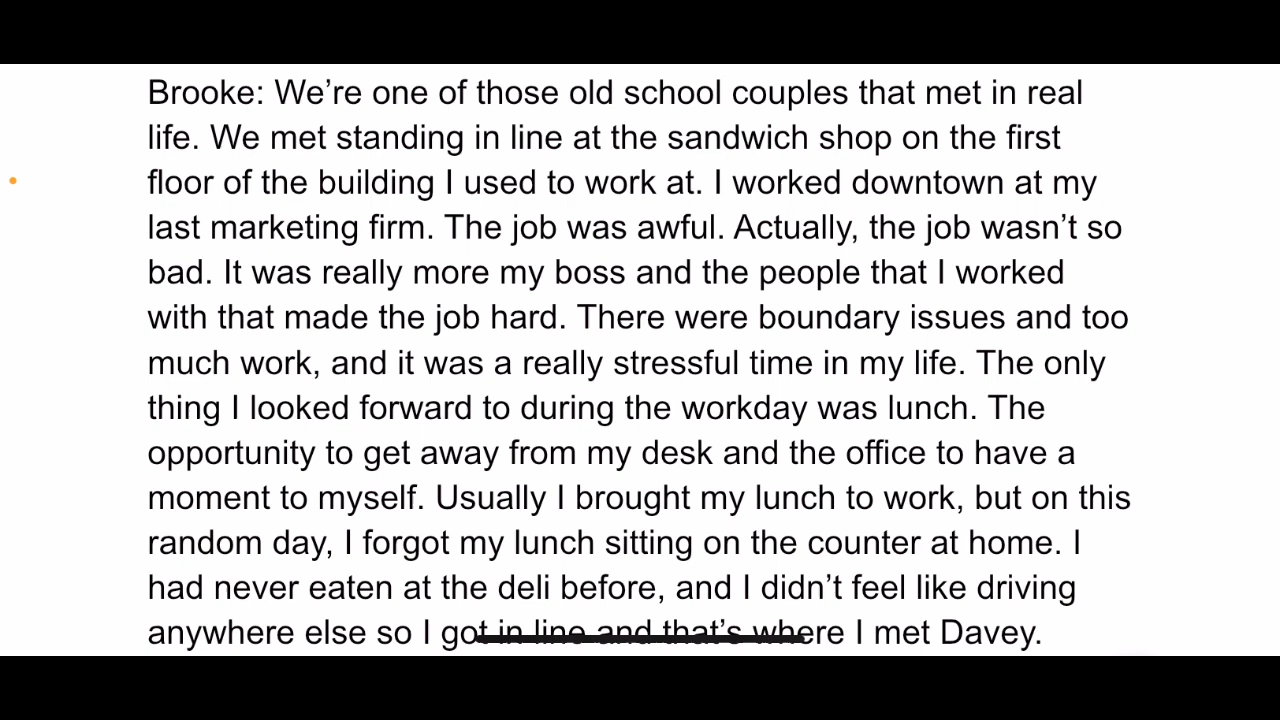 Brooke: We’re one of those old school couples that met in real
life. We met standing in line at the sandwich shop on the first
floor of the building I used to work at. I worked downtown at my
last marketing firm. The job was awful. Actually, the job wasn’t so
bad. It was really more my boss and the people that I worked
with that made the job hard. There were boundary issues and too
much work, and it was a really stressful time in my life. The only
thing I looked forward to during the workday was lunch. The
opportunity to get away from my desk and the office to have a
moment to myself. Usually I brought my lunch to work, but on this
random day, I forgot my lunch sitting on the counter at home. I
had never eaten at the deli before, and I didn’t feel like driving
anywhere else so I got in line and that’s where I met Davey.